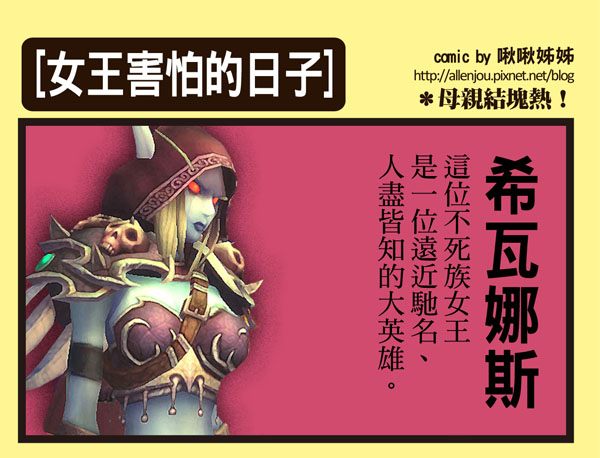 [女王害怕的日子]
comic by 啾啾姊姊
http://allenjou.pixnet.net/blog
＊母親結塊熱！
希瓦娜斯
這位不死族女王
是一位遠近馳名、
人盡皆知的大英雄。